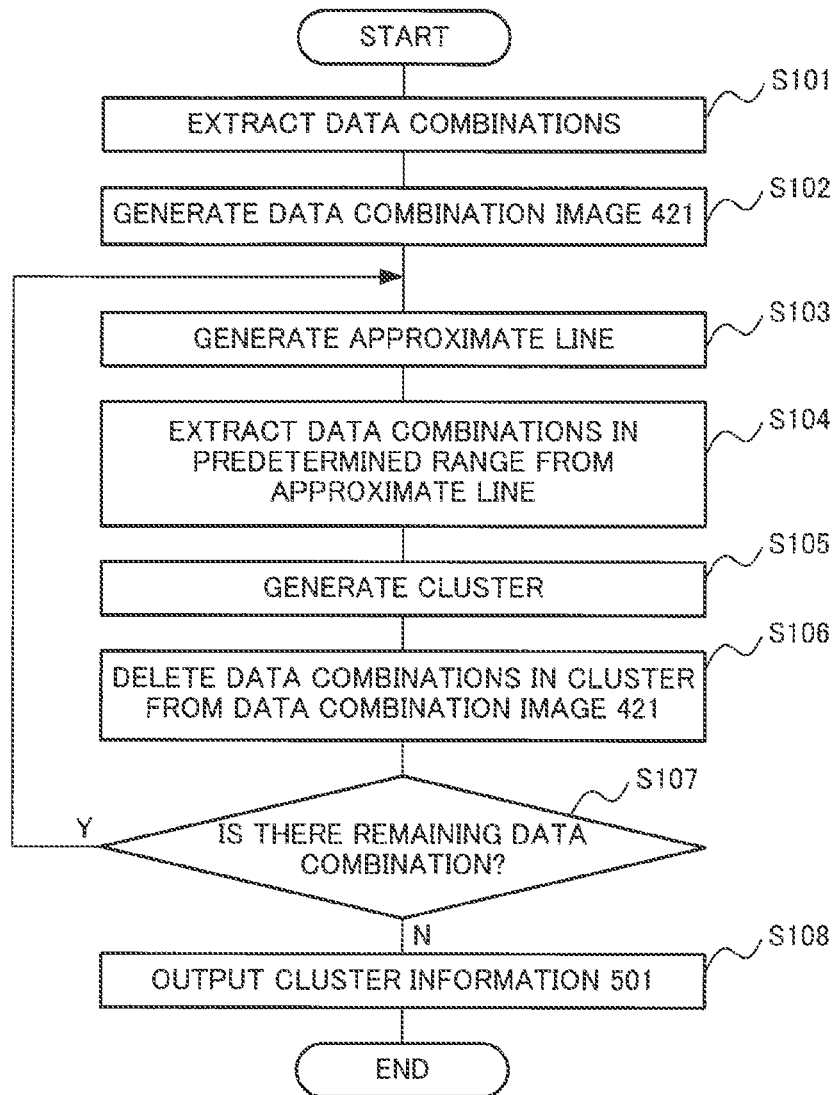 START
S101
EXTRACT DATA COMBINATIONS
S102
GENERATE DATA COMBINATION IMAGE 421
S103
GENERATE APPROXIMATE LINE
S104
EXTRACT DATA COMBINATIONS IN
PREDETERMINED RANGE FROM
APPROXIMATE LINE
S105
GENERATE CLUSTER
S106
DELETE DATA COMBINATIONS IN CLUSTER
FROM DATA COMBINATION IMAGE 421
S107
Y
IS THERE REMAINING DATA
COMBINATION?
N
S108
OUTPUT CLUSTER INFORMATION 501
END